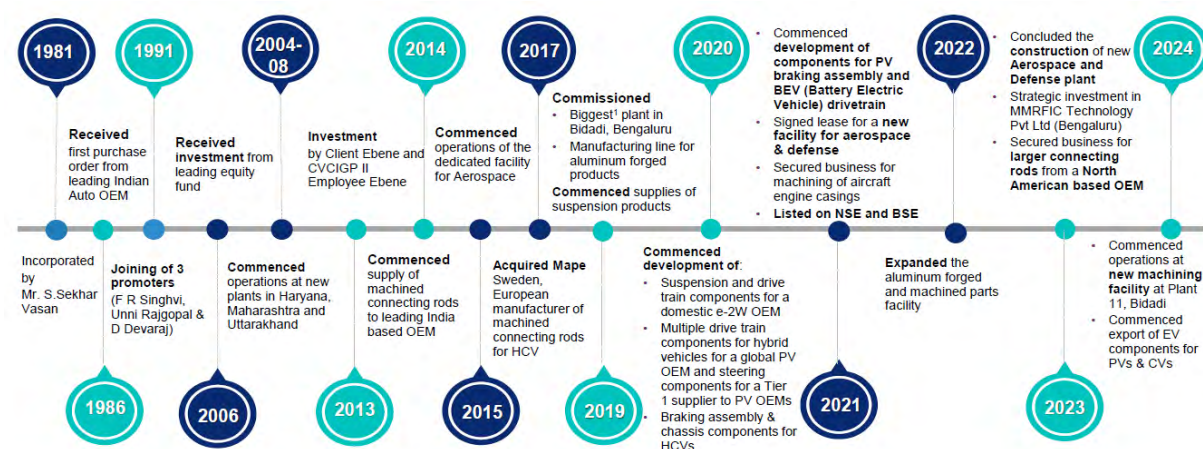 1981
1991
2004-
08
2014
2017
2020
2022
2024
Received
first purchase
order from
leading Indian
Auto OEM
Received
investment from
leading equity
fund
Investment
by Client Ebene and
CVCIGP II
Employee Ebene
Commenced
operations of the
dedicated facility
for Aerospace
Commissioned
• Biggest¹ plant in
Bidadi, Bengaluru
• Manufacturing line for
aluminum forged
products
Commenced supplies of
suspension products
• Commenced
development of
components for PV
braking assembly and
BEV (Battery Electric
Vehicle) drivetrain
• Signed lease for a new
facility for aerospace
& defense
• Secured business for
machining of aircraft
engine casings
• Listed on NSE and BSE
• Concluded the
construction of new
Aerospace and
Defense plant
• Strategic investment in
MMRFIC Technology
Pvt Ltd (Bengaluru)
• Secured business for
larger connecting
rods from a North
American based OEM
Incorporated
by
Mr. S.Sekhar
Vasan
Joining of 3
promoters
(F R Singhvi,
Unni Rajgopal &
D Devaraj)
Commenced
operations at new
plants in Haryana,
Maharashtra and
Uttarakhand
Commenced
supply of
machined
connecting rods
to leading India
based OEM
Acquired Mape
Sweden,
European
manufacturer of
machined
connecting rods
for HCV
Commenced
development of:
• Suspension and drive
train components for a
domestic e-2W OEM
• Multiple drive train
components for hybrid
vehicles for a global PV
OEM and steering
components for a Tier
1 supplier to PV OEMs
• Braking assembly &
chassis components for
HCVs
Expanded the
aluminum forged
and machined parts
facility
• Commenced
operations at
new machining
facility at Plant
11, Bidadi
• Commenced
export of EV
components for
PVs & CVs
1986
2006
2013
2015
2019
2021
2023